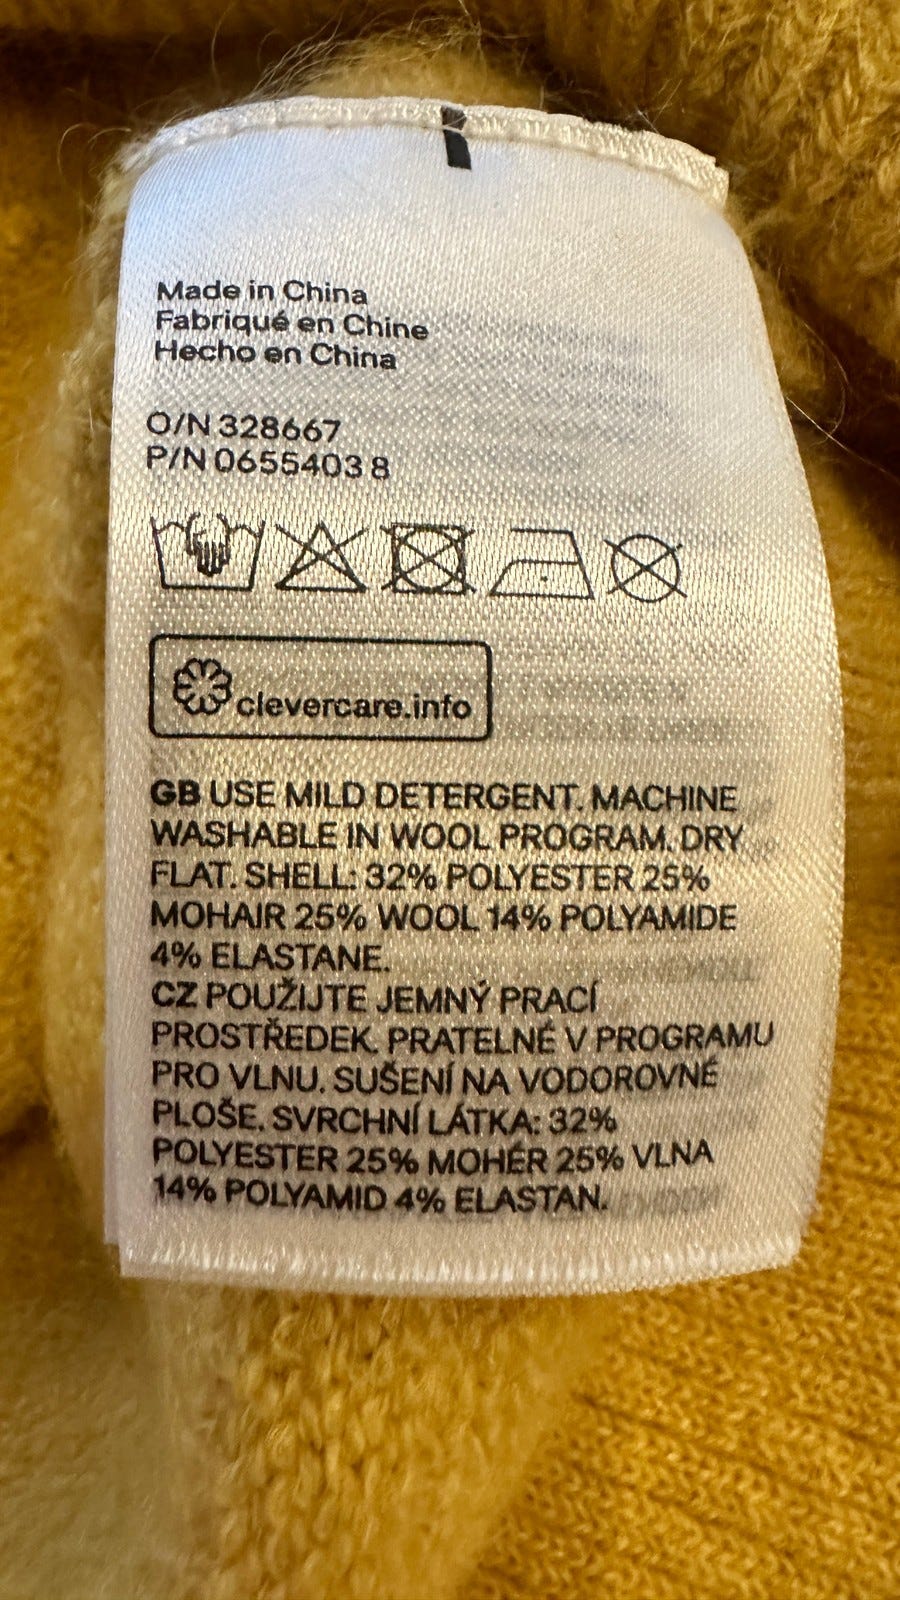 Made in China
Fabriqué en Chine
Hecho en China
O/N 328667
P/N 0655403 8
clevercare.info
GB USE MILD DETERGENT. MACHINE
WASHABLE IN WOOL PROGRAM. DRY
FLAT. SHELL: 32% POLYESTER 25%
MOHAIR 25% WOOL 14% POLYAMIDE
4% ELASTANE.
CZ POUŽIJTE JEMNÝ PRACÍ
PROSTŘEDEK. PRATELNÉ V PROGRAMU
PRO VLNU. SUŠENÍ NA VODOROVNÉ
PLOŠE. SVRCHNÍ LÁTKA: 32%
POLYESTER 25% MOHÉR 25% VLNA
14% POLYAMID 4% ELASTAN.